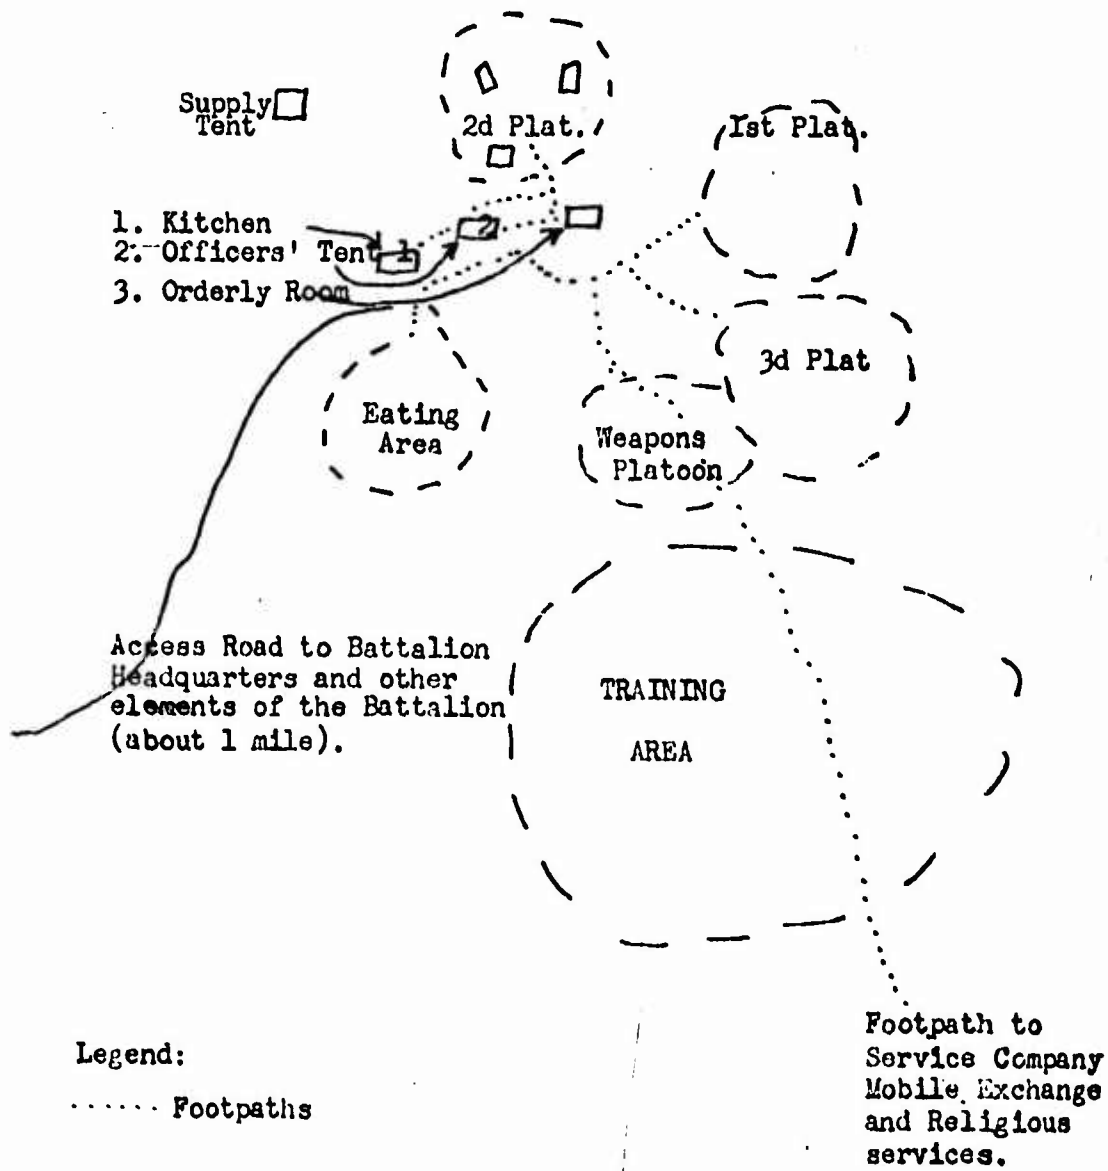 Supply
Tent
2d Plat.
1st Plat.
1. Kitchen
2. Officers' Tent
3. Orderly Room
1
2
3d Plat
Eating
Area
Weapons
Platoon
Access Road to Battalion
Headquarters and other
elements of the Battalion
(about 1 mile).
TRAINING
AREA
Footpath to
Service Company
Mobile Exchange
and Religious
services.
Legend:
...... Footpaths